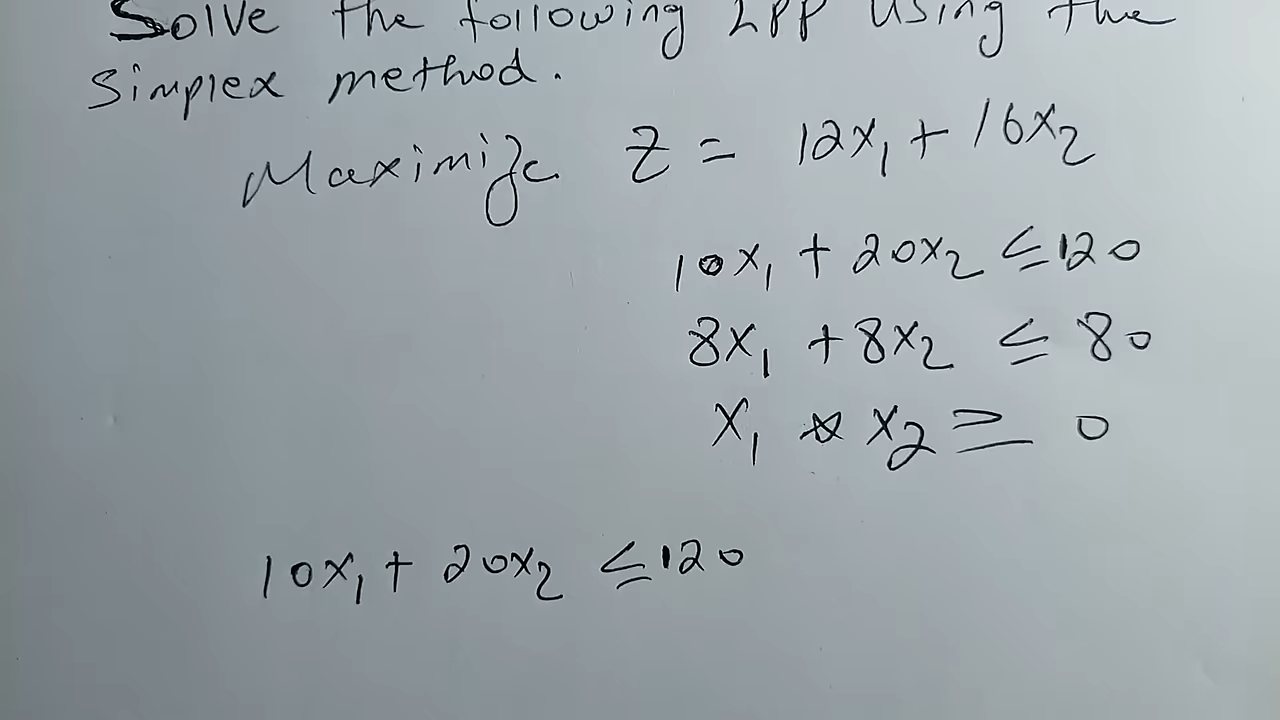 Solve the following LPP using the
simplex method.
Maximize Z = 12x₁ + 16x₂
10x₁ + 20x₂ ≤ 120
8x₁ + 8x₂ ≤ 80
x₁ & x₂ ≥ 0
10x₁ + 20x₂ ≤ 120